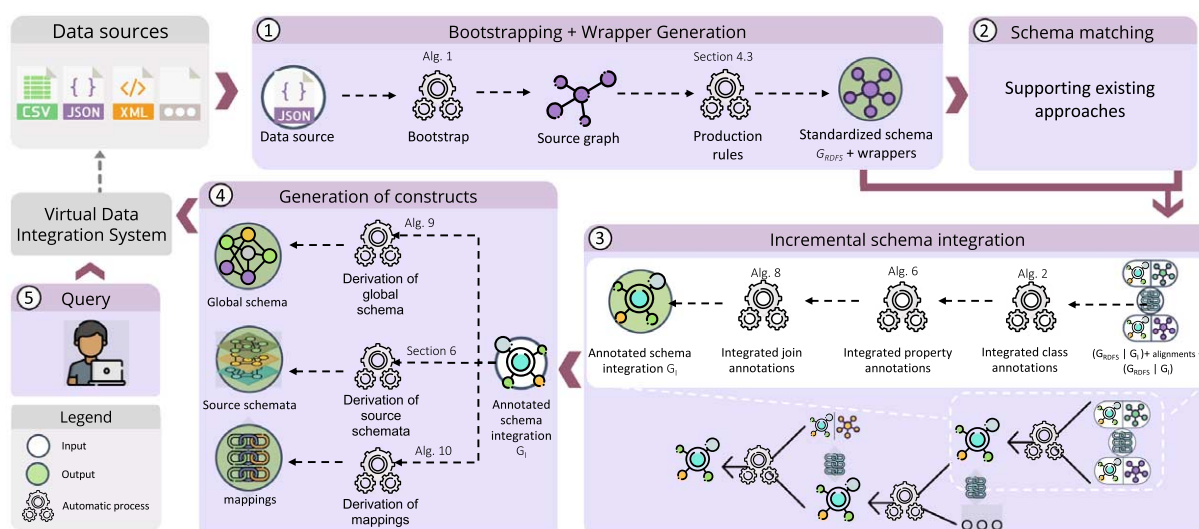 Data sources
CSV
JSON
XML
1
Bootstrapping + Wrapper Generation
JSON
Data source
Alg. 1
Bootstrap
Source graph
Section 4.3
Production
rules
Standardized schema
G_RDFS + wrappers
2
Schema matching
Supporting existing
approaches
3
Incremental schema integration
Annotated schema
integration G_I
Alg. 8
Integrated join
annotations
Alg. 6
Integrated property
annotations
Alg. 2
Integrated class
annotations
(G_RDFS | G_I)+ alignments +
(G_RDFS | G_I)
4
Generation of constructs
Global schema
Alg. 9
Derivation of
global
schema
Source schemata
Section 6
Derivation of
source
schemata
Annotated
schema
integration
G_I
mappings
Alg. 10
Derivation of
mappings
Virtual Data
Integration System
5
Query
Legend
Input
Output
Automatic process